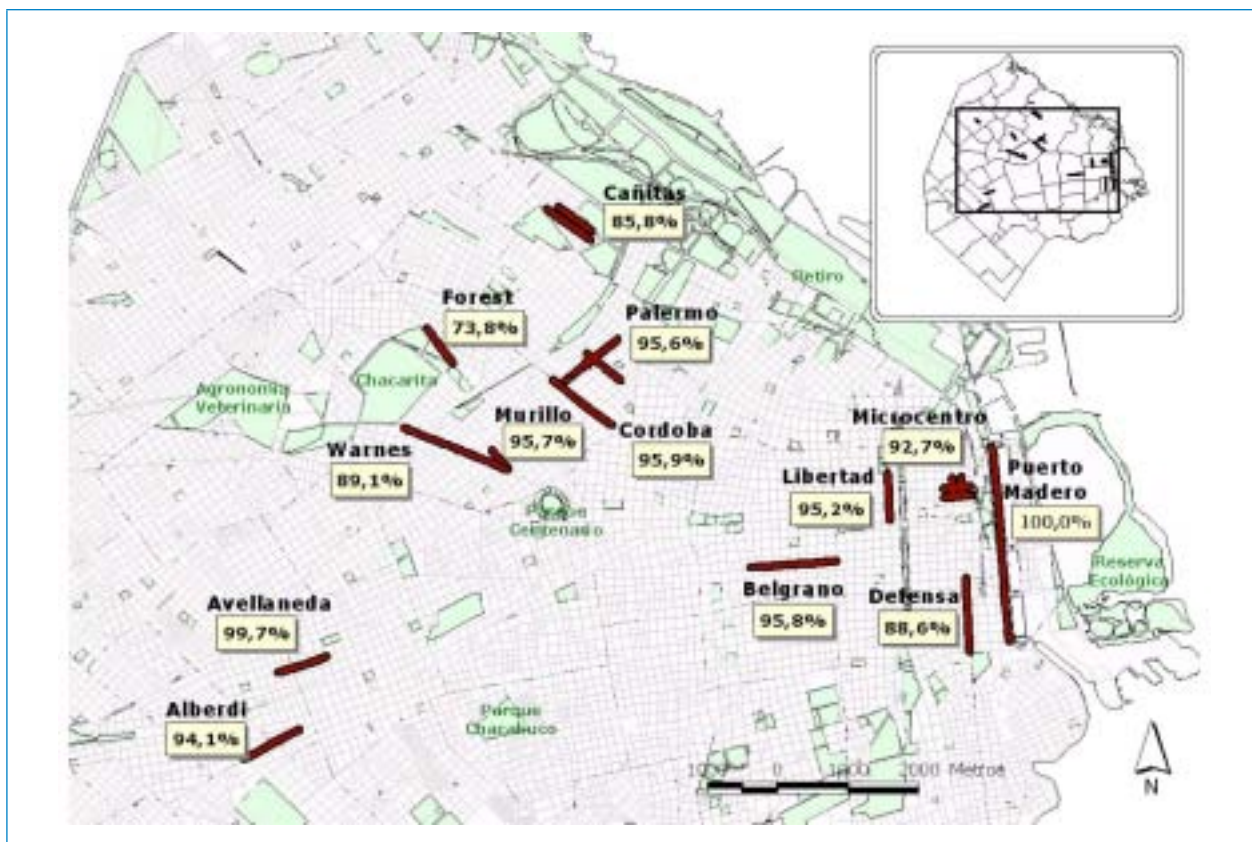 Cañitas
85,8%
Retiro
Forest
73,8%
Palermo
95,6%
Agronomia
Veterinaria
Chacarita
Murillo
95,7%
Cordoba
95,9%
Microcentro
92,7%
Warnes
89,1%
Libertad
95,2%
Puerto
Madero
100,0%
Parque
Centenario
Reserva
Ecológica
Belgrano
95,8%
Defensa
88,6%
Avellaneda
99,7%
Alberdi
94,1%
Parque
Chacabuco
1000 0 1000 2000 Metros
N